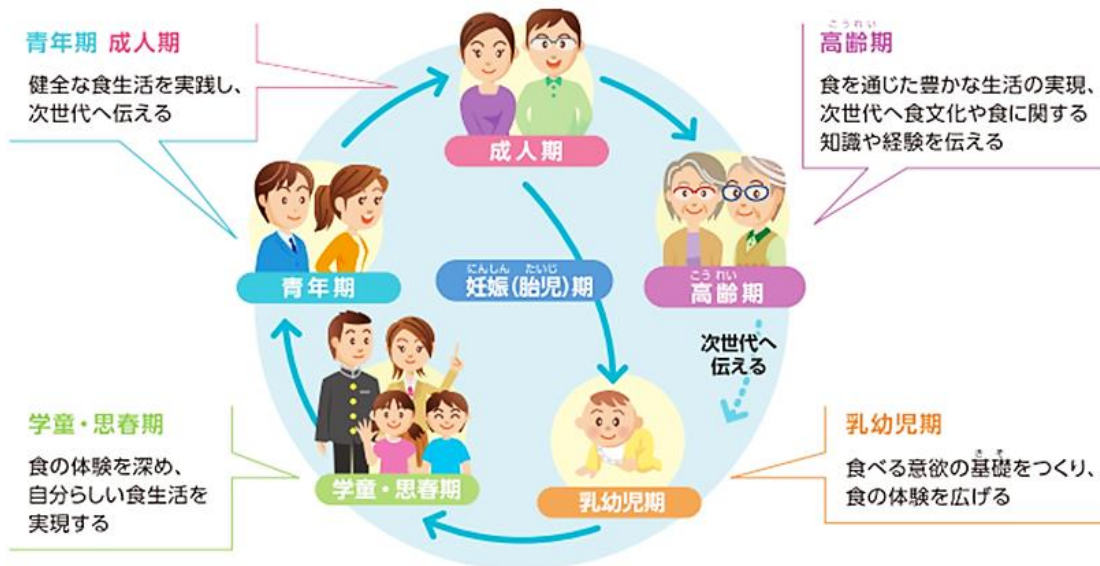 青年期 成人期
健全な食生活を実践し、
次世代へ伝える
成人期
こうれい
高齢期
食を通じた豊かな生活の実現、
次世代へ食文化や食に関する
知識や経験を伝える
青年期
にんしん たいじ
妊娠(胎児)期
こうれい
高齢期
次世代へ
伝える
学童・思春期
食の体験を深め、
自分らしい食生活を
実現する
学童・思春期
乳幼児期
乳幼児期
きそ
食べる意欲の基礎をつくり、
食の体験を広げる